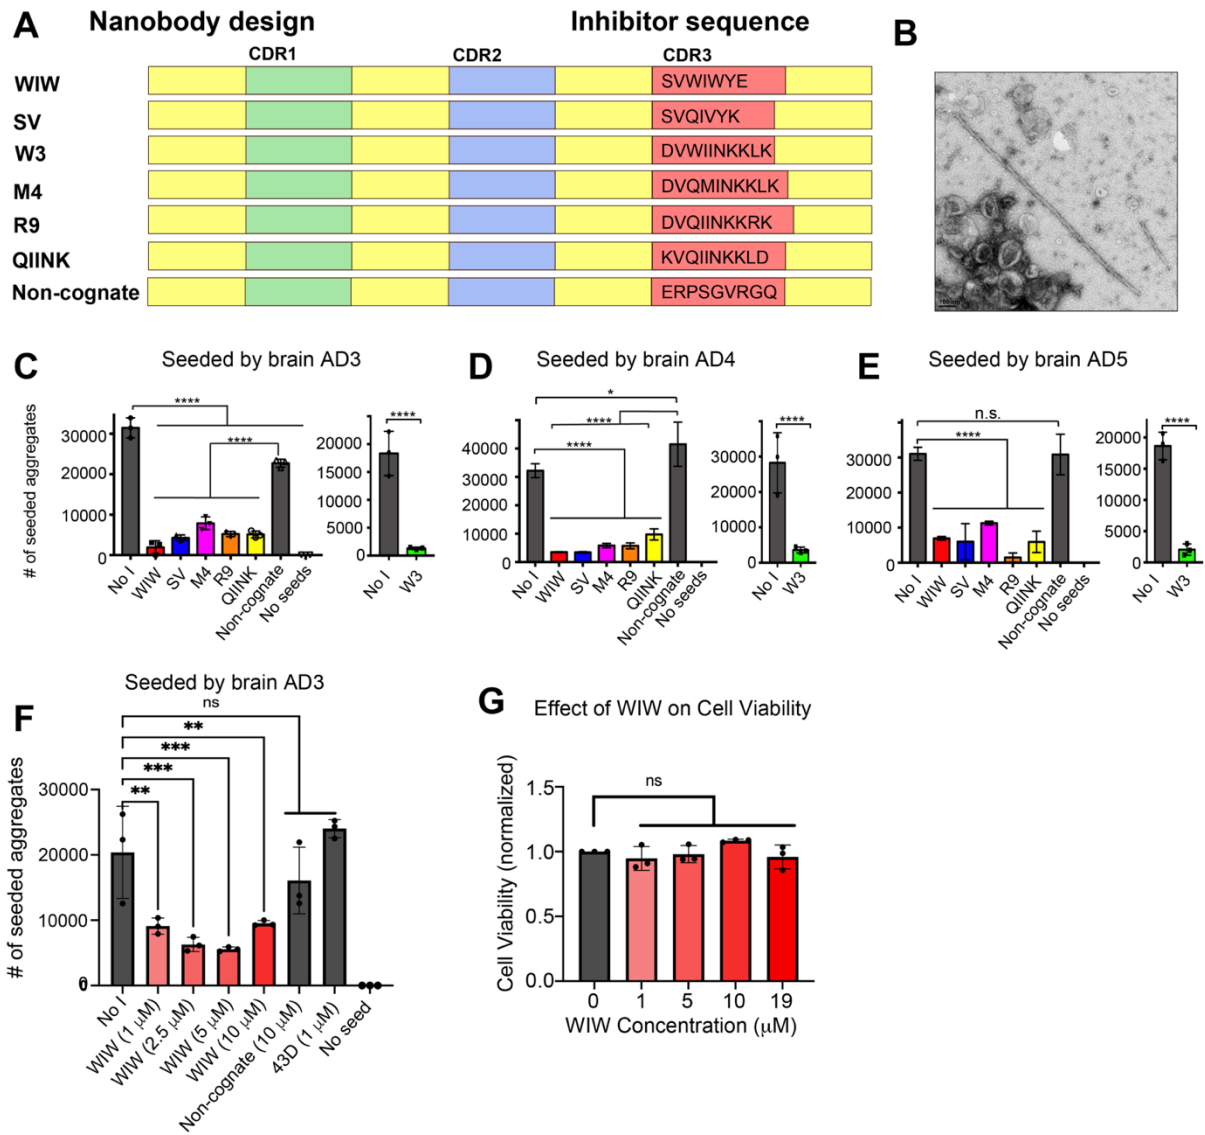 A Nanobody design Inhibitor sequence B
CDR1 CDR2 CDR3
WIW SVWIWYE
SV SVQIVYK
W3 DVWIINKKLK
M4 DVQMINKKLK
R9 DVQIINKKRK
QIINK KVQIINKKLD
Non-cognate ERPSGVRGQ
C Seeded by brain AD3
# of seeded aggregates
30000
20000
10000
0
****
****
No I WIW SV M4 R9 QIINK Non-cognate No seeds
20000
15000
10000
5000
0
****
No I W3
D Seeded by brain AD4
40000
30000
20000
10000
0
*
****
****
No I WIW SV M4 R9 QIINK Non-cognate No seeds
40000
30000
20000
10000
0
****
No I W3
E Seeded by brain AD5
30000
20000
10000
0
n.s.
****
No I WIW SV M4 R9 QIINK Non-cognate No seeds
20000
15000
10000
5000
0
****
No I W3
F Seeded by brain AD3
# of seeded aggregates
30000
20000
10000
0
ns
**
***
***
**
No I WIW (1 μM) WIW (2.5 μM) WIW (5 μM) WIW (10 μM) Non-cognate (10 μM) 43D (1 μM) No seed
G Effect of WIW on Cell Viability
Cell Viability (normalized)
1.5
1.0
0.5
0.0
ns
0 1 5 10 19
WIW Concentration (μM)